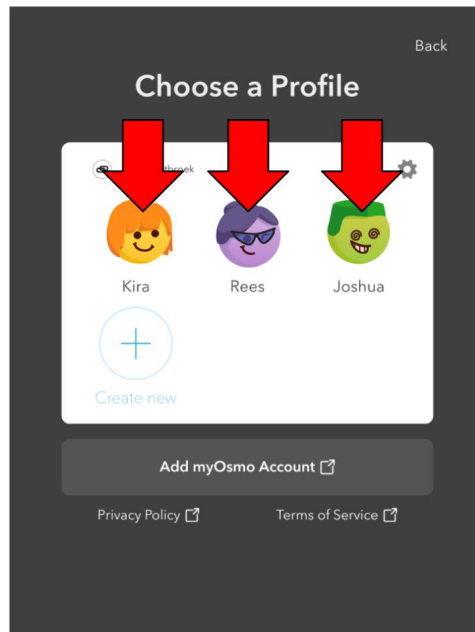 Back
Choose a Profile
Kira Rees Joshua
Create new
Add myOsmo Account
Privacy Policy Terms of Service